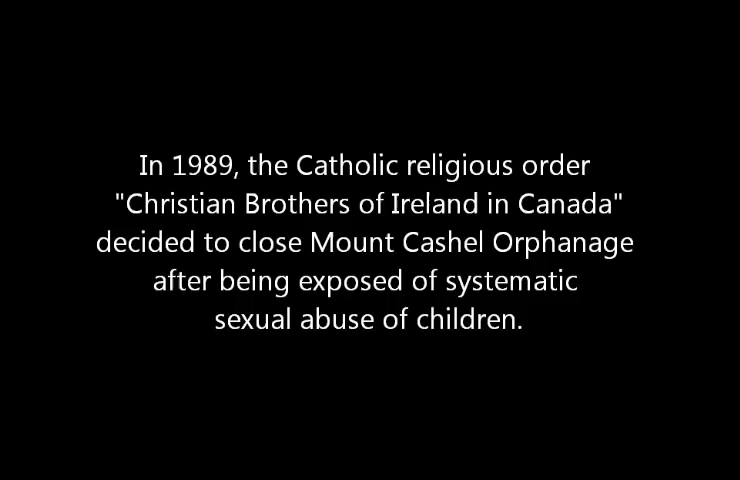 In 1989, the Catholic religious order
"Christian Brothers of Ireland in Canada"
decided to close Mount Cashel Orphanage
after being exposed of systematic
sexual abuse of children.